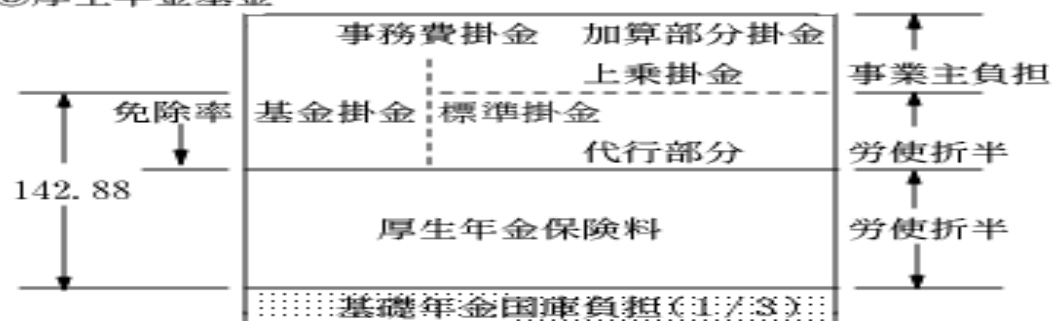 厚生年金基金
事務費掛金 加算部分掛金
上乗掛金 事業主負担
免除率 基金掛金 標準掛金
代行部分 労使折半
142.88
厚生年金保険料 労使折半
基礎年金国庫負担(1/3)